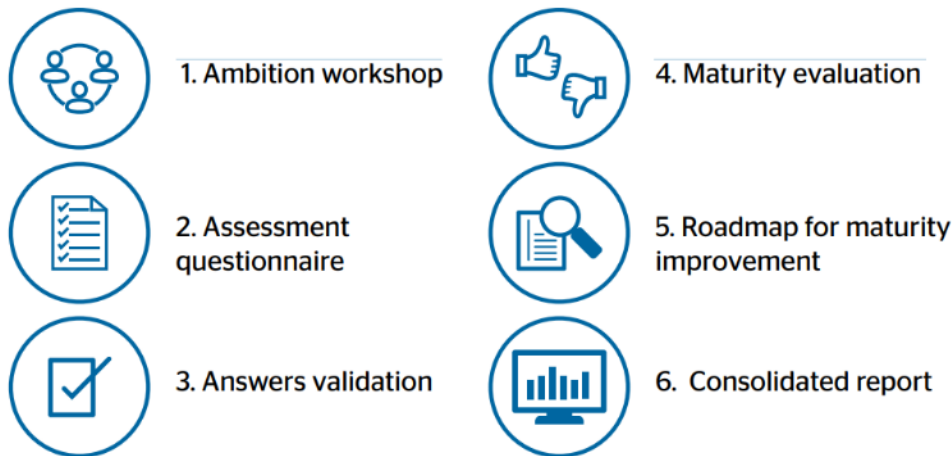 1. Ambition workshop
2. Assessment
questionnaire
3. Answers validation
4. Maturity evaluation
5. Roadmap for maturity
improvement
6. Consolidated report